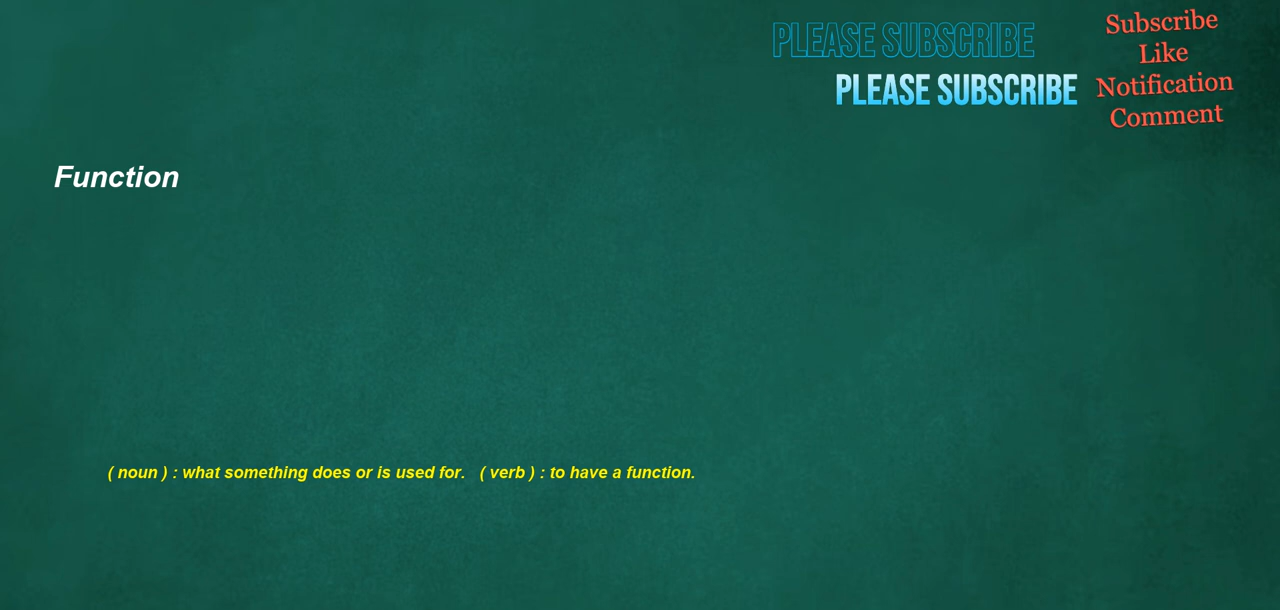 PLEASE SUBSCRIBE
PLEASE SUBSCRIBE
Subscribe
Like
Notification
Comment
Function
( noun ) : what something does or is used for.   ( verb ) : to have a function.